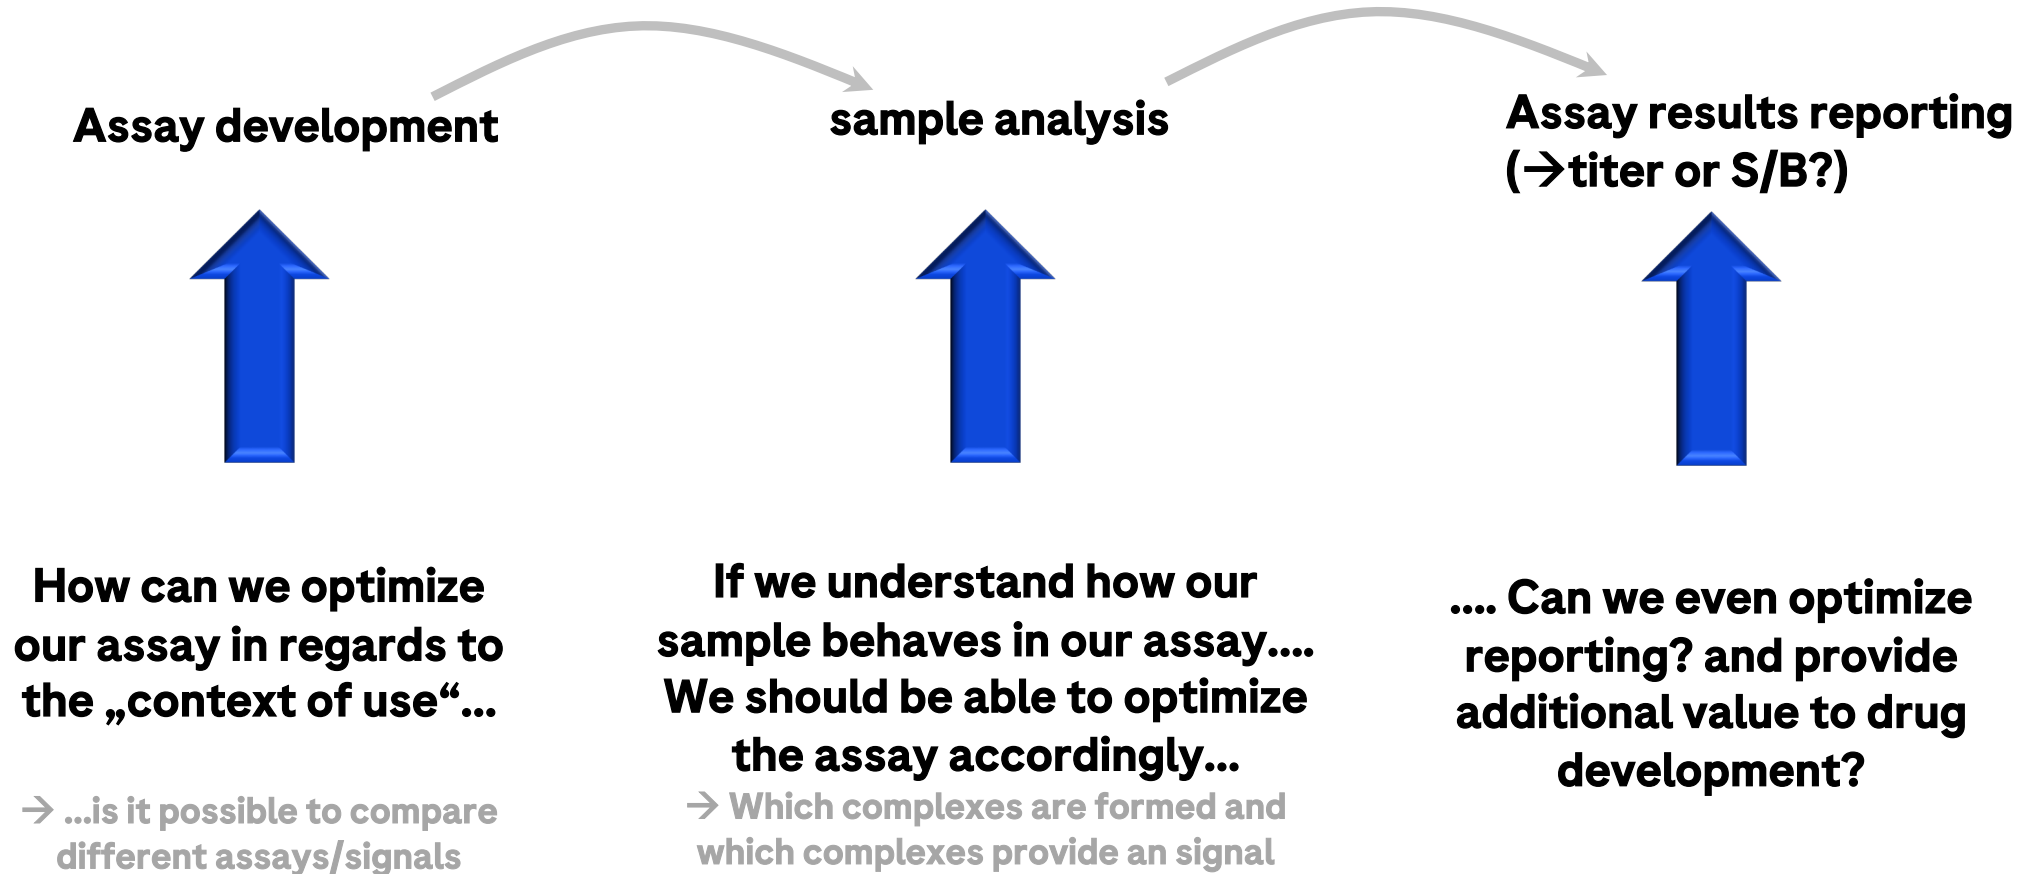 Assay development
sample analysis
Assay results reporting
(→titer or S/B?)
How can we optimize
our assay in regards to
the „context of use“...
→ ...is it possible to compare
different assays/signals
If we understand how our
sample behaves in our assay....
We should be able to optimize
the assay accordingly...
→ Which complexes are formed and
which complexes provide an signal
.... Can we even optimize
reporting? and provide
additional value to drug
development?